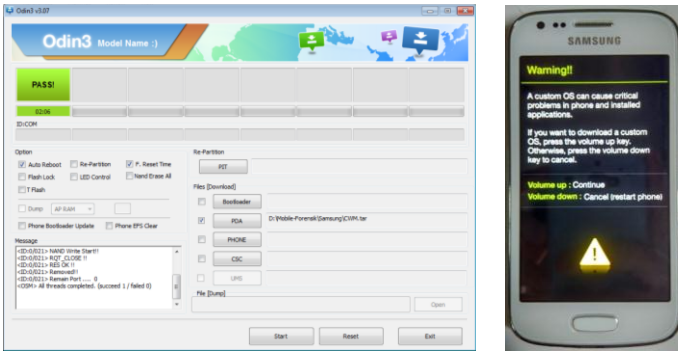 Odin3 v3.07
Odin3 Model Name :)
PASS!
02:06
ID:COM
Option
Auto Reboot
Re-Partition
F. Reset Time
Flash Lock
LED Control
Nand Erase All
T Flash
Dump
AP RAM
Phone Bootloader Update
Phone EFS Clear
Message
<ID:0/021> NAND Write Start!!
<ID:0/021> RQT_CLOSE !!
<ID:0/021> RES OK !!
<ID:0/021> Removed!!
<ID:0/021> Remain Port .... 0
<OSM> All threads completed. (succeed 1 / failed 0)
Re-Partition
PIT
Files [Download]
Bootloader
PDA
D:\Mobile-Forensik\Samsung\CWM.tar
PHONE
CSC
UMS
File [Dump]
Open
Start
Reset
Exit
SAMSUNG
Warning!!
A custom OS can cause critical
problems in phone and installed
applications.
If you want to download a custom
OS, press the volume up key.
Otherwise, press the volume down
key to cancel.
Volume up : Continue
Volume down : Cancel (restart phone)